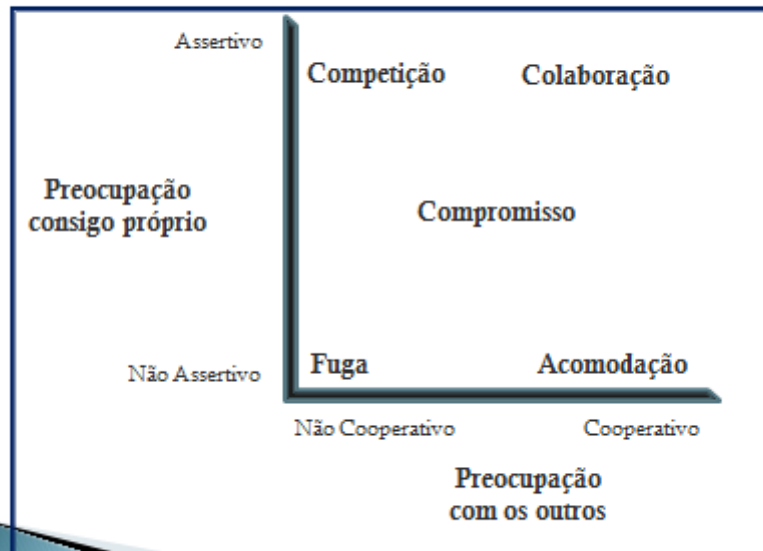 Assertivo
Competição
Colaboração
Preocupação
consigo próprio
Compromisso
Não Assertivo
Fuga
Acomodação
Não Cooperativo
Cooperativo
Preocupação
com os outros